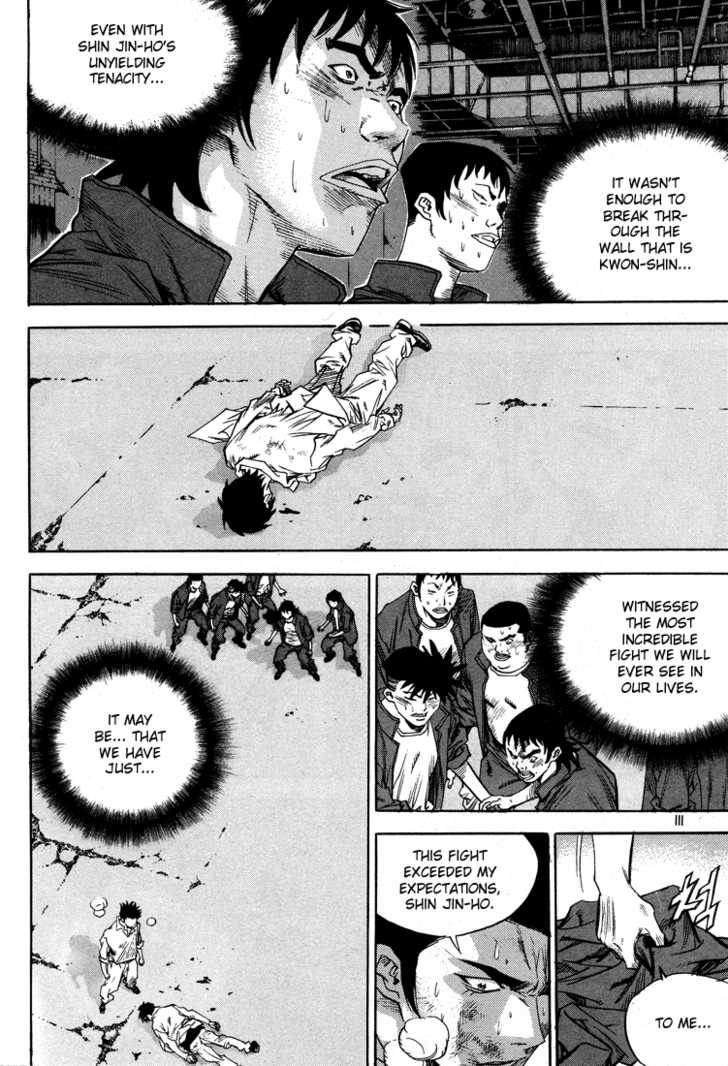 EVEN WITH
SHIN JIN-HO'S
UNYIELDING
TENACITY...
IT WASN'T
ENOUGH TO
BREAK THR-
OUGH THE
WALL THAT IS
KWON-SHIN...
IT MAY
BE... THAT
WE HAVE
JUST...
WITNESSED
THE MOST
INCREDIBLE
FIGHT WE WILL
EVER SEE IN
OUR LIVES.
THIS FIGHT
EXCEEDED MY
EXPECTATIONS,
SHIN JIN-HO.
TO ME...